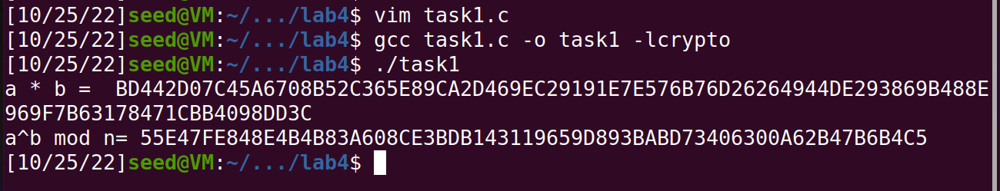 [10/25/22]seed@VM:~/.../lab4$ vim task1.c
[10/25/22]seed@VM:~/.../lab4$ gcc task1.c -o task1 -lcrypto
[10/25/22]seed@VM:~/.../lab4$ ./task1
a * b =  BD442D07C45A6708B52C365E89CA2D469EC29191E7E576B76D26264944DE293869B488E
969F7B63178471CBB4098DD3C
a^b mod n= 55E47FE848E4B4B83A608CE3BDB143119659D893BABD73406300A62B47B6B4C5
[10/25/22]seed@VM:~/.../lab4$